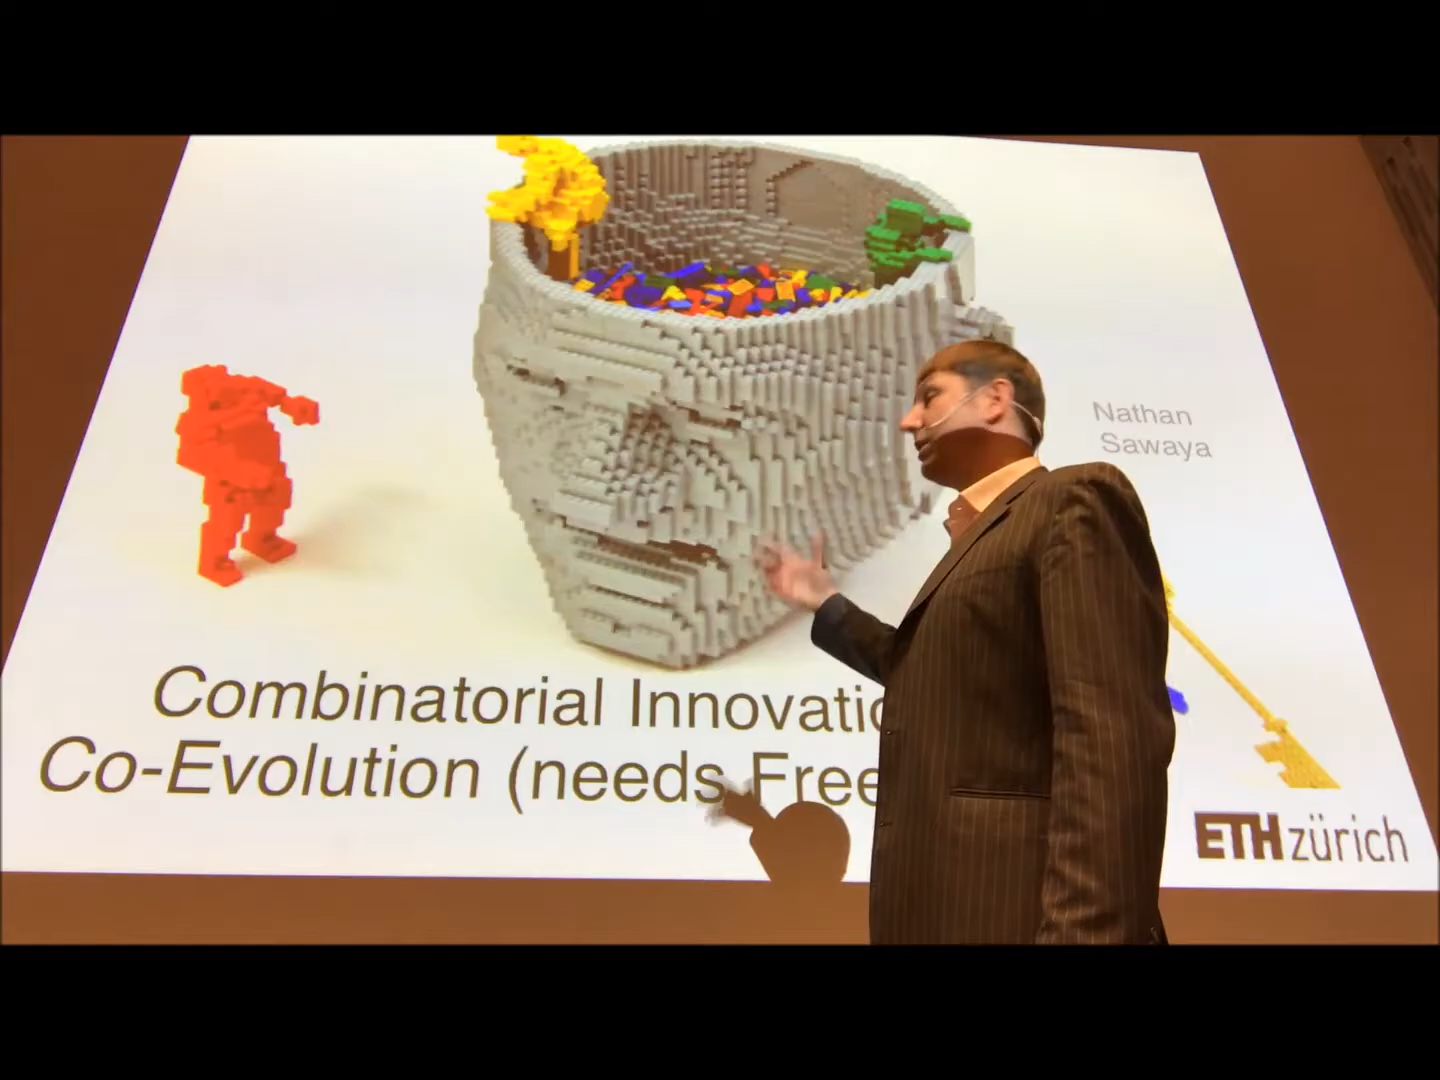 Nathan
Sawaya
Combinatorial Innovatio
Co-Evolution (needs Free
ETH zürich